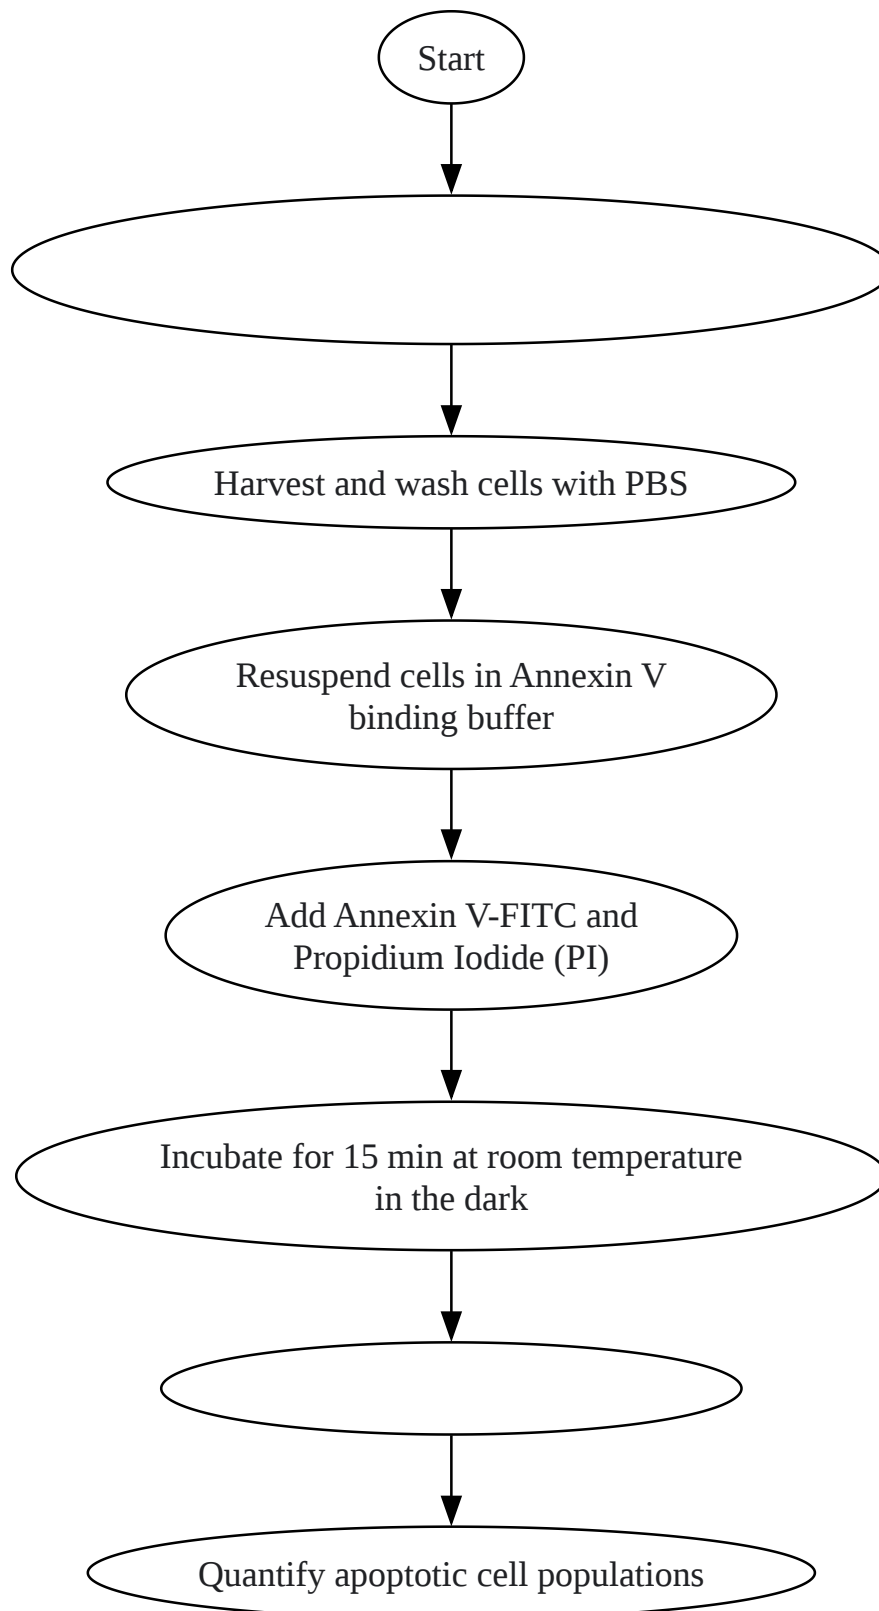 Start
Harvest and wash cells with PBS
Resuspend cells in Annexin V
binding buffer
Add Annexin V-FITC and
Propidium Iodide (PI)
Incubate for 15 min at room temperature
in the dark
Quantify apoptotic cell populations